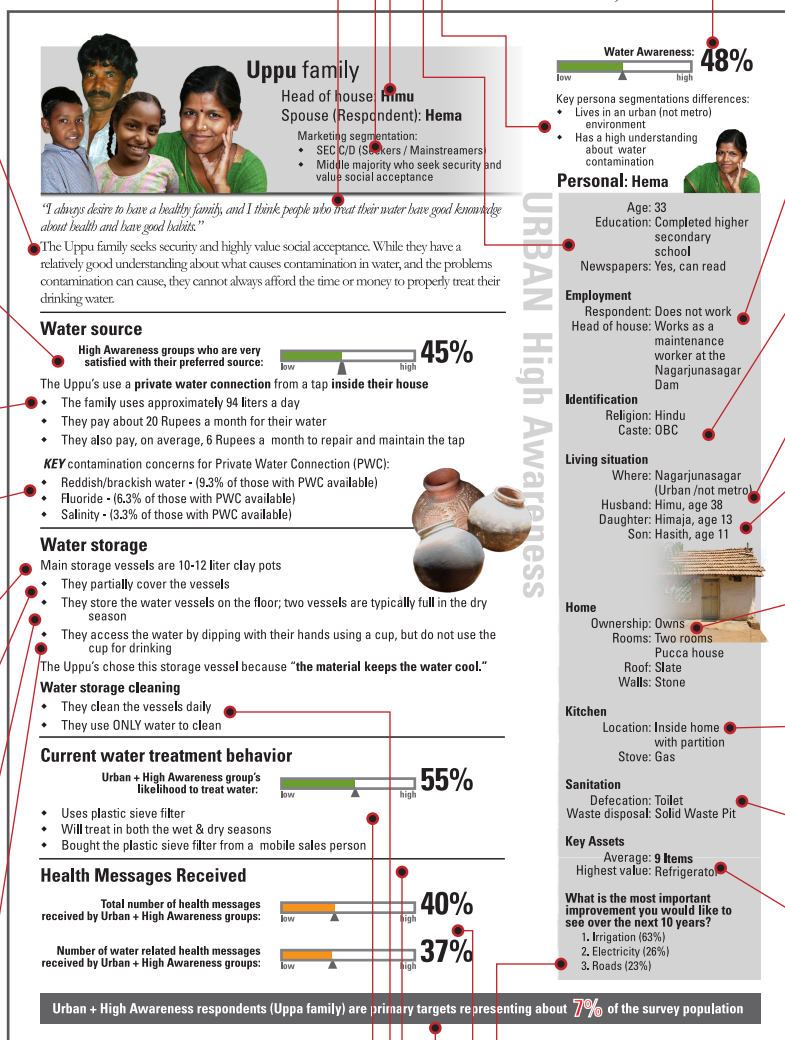 Uppu family
Head of house: Himu
Spouse (Respondent): Hema
Marketing segmentation:
SEC C/D (Seekers / Mainstreamers)
Middle majority who seek security and
value social acceptance
"I always desire to have a healthy family, and I think people who treat their water have good knowledge
about health and have good habits."
The Uppu family seeks security and highly value social acceptance. While they have a
relatively good understanding about what causes contamination in water, and the problems
contamination can cause, they cannot always afford the time or money to properly treat their
drinking water.
Water source
High Awareness groups who are very
satisfied with their preferred source:
low high 45%
The Uppu's use a private water connection from a tap inside their house
The family uses approximately 94 liters a day
They pay about 20 Rupees a month for their water
They also pay, on average, 6 Rupees a month to repair and maintain the tap
KEY contamination concerns for Private Water Connection (PWC):
Reddish/brackish water - (9.3% of those with PWC available)
Fluoride - (6.3% of those with PWC available)
Salinity - (3.3% of those with PWC available)
Water storage
Main storage vessels are 10-12 liter clay pots
They partially cover the vessels
They store the water vessels on the floor; two vessels are typically full in the dry
season
They access the water by dipping with their hands using a cup, but do not use the
cup for drinking
The Uppu's chose this storage vessel because "the material keeps the water cool."
Water storage cleaning
They clean the vessels daily
They use ONLY water to clean
Current water treatment behavior
Urban + High Awareness group's
likelihood to treat water:
low high 55%
Uses plastic sieve filter
Will treat in both the wet & dry seasons
Bought the plastic sieve filter from a mobile sales person
Health Messages Received
Total number of health messages
received by Urban + High Awareness groups:
low high 40%
Number of water related health messages
received by Urban + High Awareness groups:
low high 37%
URBAN High Awareness
Water Awareness:
low high 48%
Key persona segmentations differences:
Lives in an urban (not metro)
environment
Has a high understanding
about water
contamination
Personal: Hema
Age: 33
Education: Completed higher
secondary
school
Newspapers: Yes, can read
Employment
Respondent: Does not work
Head of house: Works as a
maintenance
worker at the
Nagarjunasagar
Dam
Identification
Religion: Hindu
Caste: OBC
Living situation
Where: Nagarjunasagar
(Urban /not metro)
Husband: Himu, age 38
Daughter: Himaja, age 13
Son: Hasith, age 11
Home
Ownership: Owns
Rooms: Two rooms
Pucca house
Roof: Slate
Walls: Stone
Kitchen
Location: Inside home
with partition
Stove: Gas
Sanitation
Defecation: Toilet
Waste disposal: Solid Waste Pit
Key Assets
Average: 9 Items
Highest value: Refrigerator
What is the most important
improvement you would like to
see over the next 10 years?
1. Irrigation (63%)
2. Electricity (26%)
3. Roads (23%)
Urban + High Awareness respondents (Uppa family) are primary targets representing about 7% of the survey population